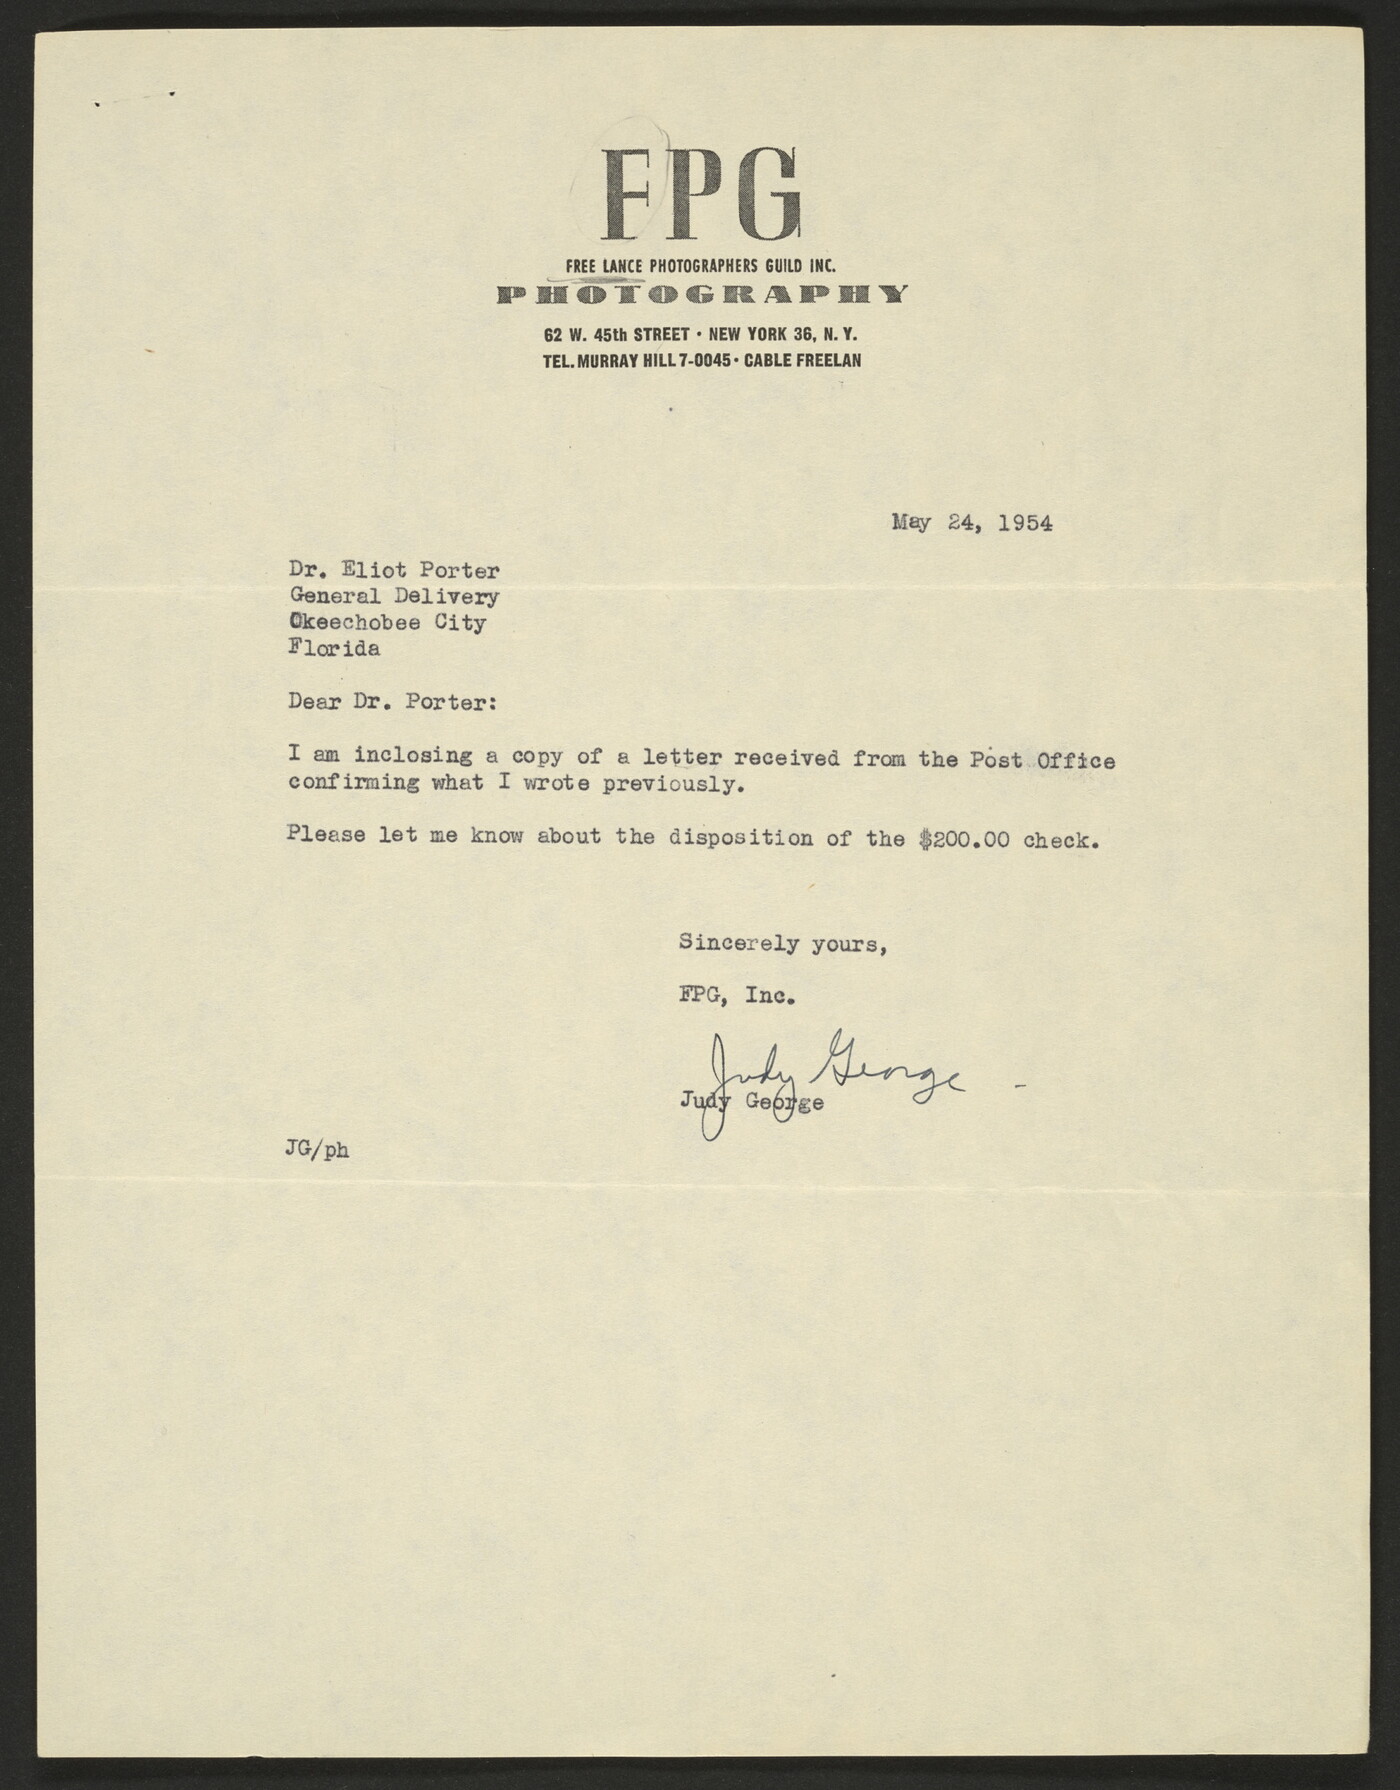 FPG
FREE LANCE PHOTOGRAPHERS GUILD INC.
PHOTOGRAPHY
62 W. 45th STREET • NEW YORK 36, N. Y.
TEL. MURRAY HILL 7-0045 • CABLE FREELAN
May 24, 1954
Dr. Eliot Porter
General Delivery
Okeechobee City
Florida
Dear Dr. Porter:
I am inclosing a copy of a letter received from the Post Office
confirming what I wrote previously.
Please let me know about the disposition of the $200.00 check.
Sincerely yours,
FPG, Inc.
Judy George
Judy George
JG/ph